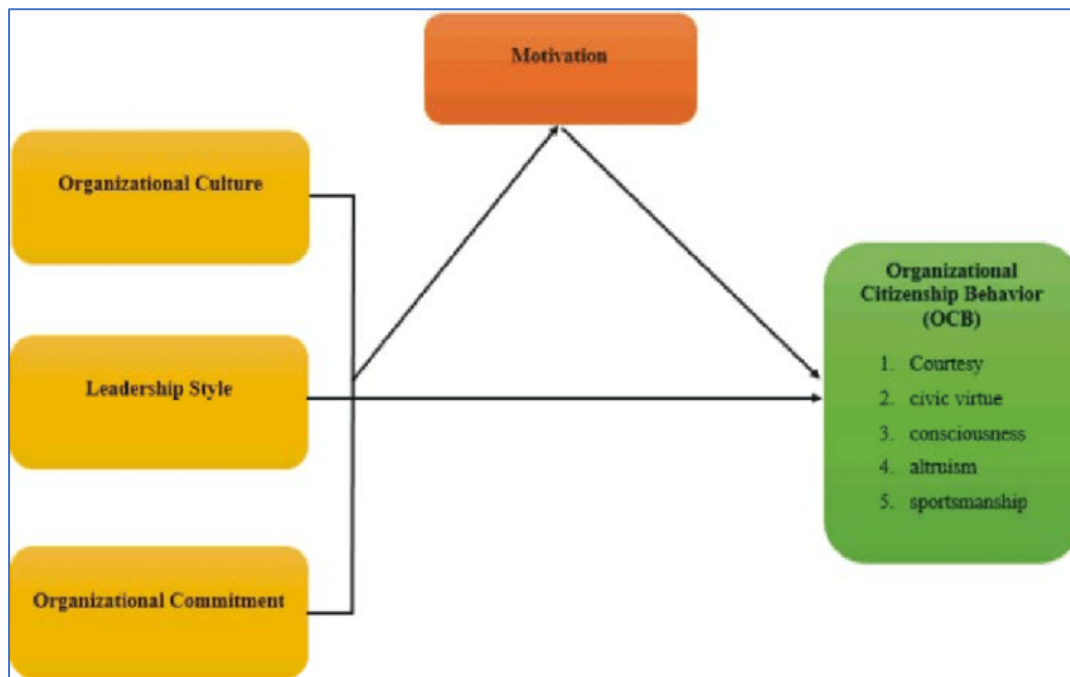 Motivation
Organizational Culture
Leadership Style
Organizational Commitment
Organizational
Citizenship Behavior
(OCB)
1. Courtesy
2. civic virtue
3. consciousness
4. altruism
5. sportsmanship